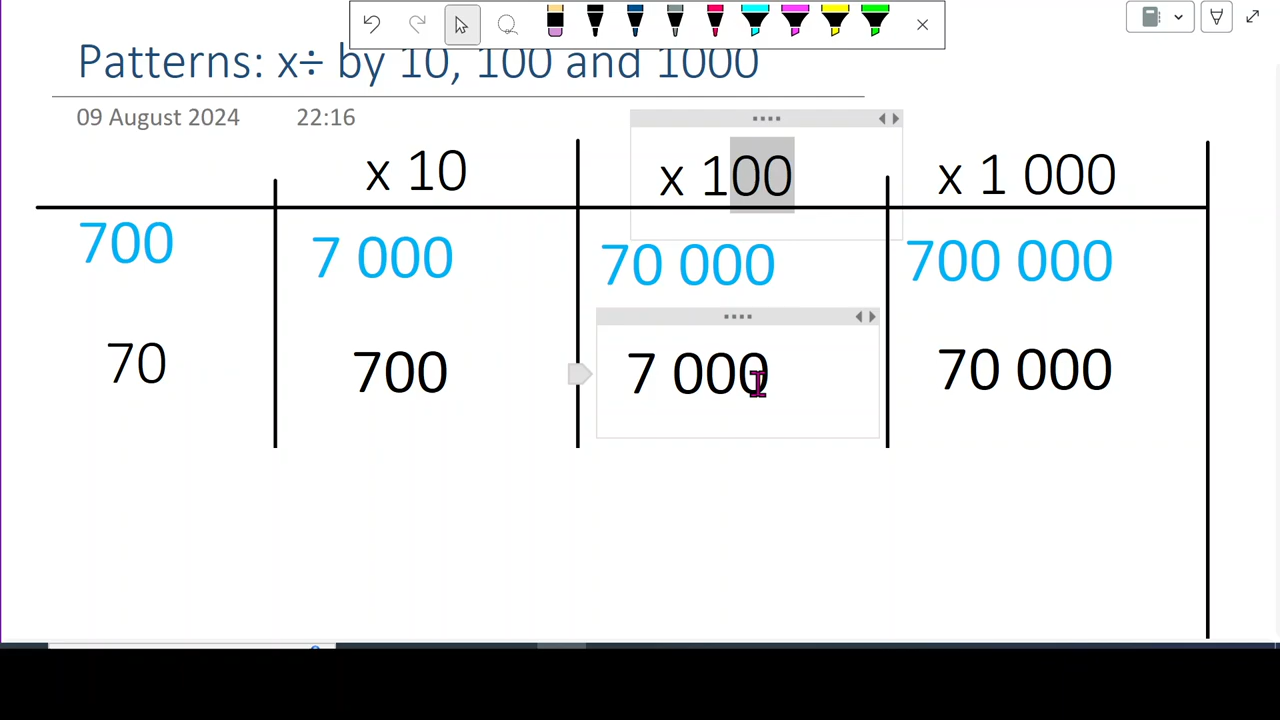 Patterns: x÷ by 10, 100 and 1000
09 August 2024 22:16
x 10 x 100 x 1 000
700 7 000 70 000 700 000
70 700 7 000 70 000